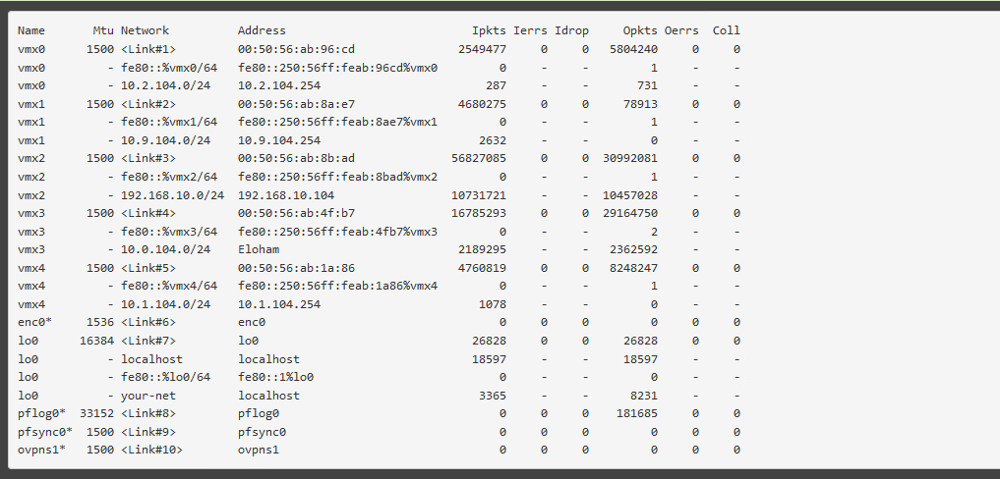 Name Mtu Network Address Ipkts Ierrs Idrop Opkts Oerrs Coll
vmx0 1500 <Link#1> 00:50:56:ab:96:cd 2549477 0 0 5804240 0 0
vmx0 - fe80::%vmx0/64 fe80::250:56ff:feab:96cd%vmx0 0 - - 1 - -
vmx0 - 10.2.104.0/24 10.2.104.254 287 - - 731 - -
vmx1 1500 <Link#2> 00:50:56:ab:8a:e7 4680275 0 0 78913 0 0
vmx1 - fe80::%vmx1/64 fe80::250:56ff:feab:8ae7%vmx1 0 - - 1 - -
vmx1 - 10.9.104.0/24 10.9.104.254 2632 - - 0 - -
vmx2 1500 <Link#3> 00:50:56:ab:8b:ad 56827085 0 0 30992081 0 0
vmx2 - fe80::%vmx2/64 fe80::250:56ff:feab:8bad%vmx2 0 - - 1 - -
vmx2 - 192.168.10.0/24 192.168.10.104 10731721 - - 10457028 - -
vmx3 1500 <Link#4> 00:50:56:ab:4f:b7 16785293 0 0 29164750 0 0
vmx3 - fe80::%vmx3/64 fe80::250:56ff:feab:4fb7%vmx3 0 - - 2 - -
vmx3 - 10.0.104.0/24 Eloham 2189295 - - 2362592 - -
vmx4 1500 <Link#5> 00:50:56:ab:1a:86 4760819 0 0 8248247 0 0
vmx4 - fe80::%vmx4/64 fe80::250:56ff:feab:1a86%vmx4 0 - - 1 - -
vmx4 - 10.1.104.0/24 10.1.104.254 1078 - - 0 - -
enc0* 1536 <Link#6> enc0 0 0 0 0 0 0
lo0 16384 <Link#7> lo0 26828 0 0 26828 0 0
lo0 - localhost localhost 18597 - - 18597 - -
lo0 - fe80::%lo0/64 fe80::1%lo0 0 - - 0 - -
lo0 - your-net localhost 3365 - - 8231 - -
pflog0* 33152 <Link#8> pflog0 0 0 0 181685 0 0
pfsync0* 1500 <Link#9> pfsync0 0 0 0 0 0 0
ovpns1* 1500 <Link#10> ovpns1 0 0 0 0 0 0